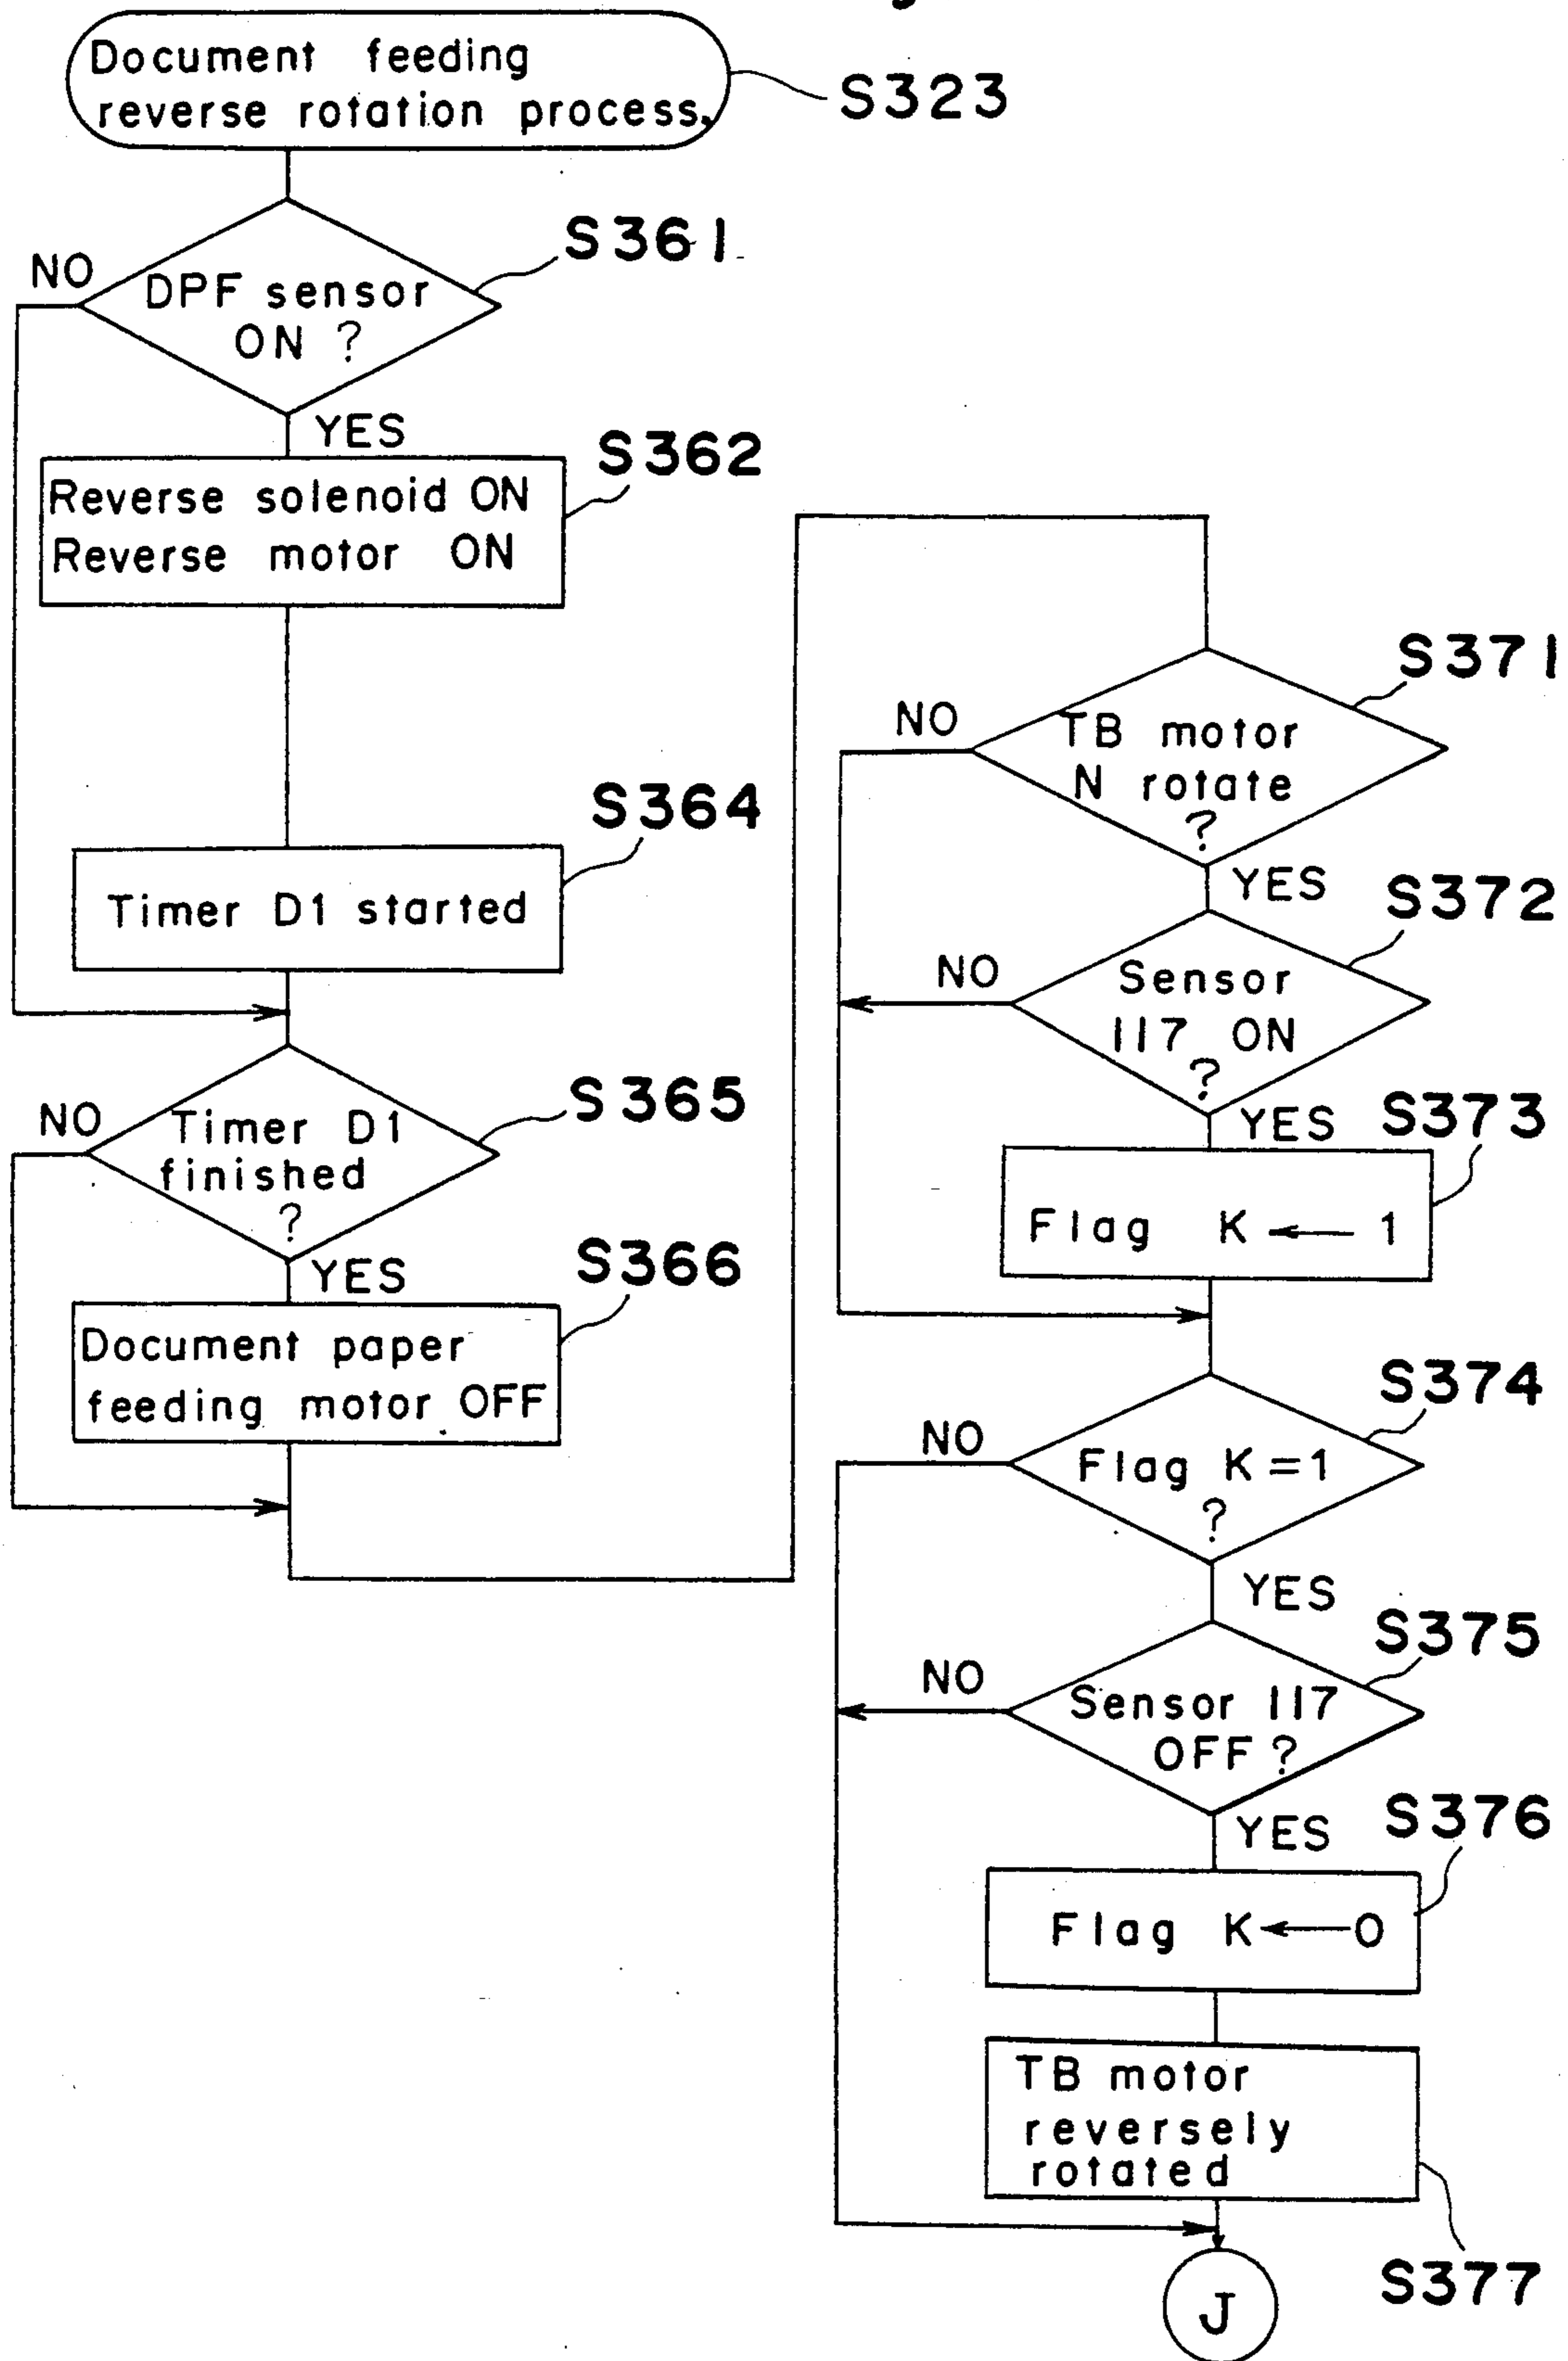 Document feeding
reverse rotation process.
S323
S361
NO
DPF sensor
ON ?
YES
S362
Reverse solenoid ON
Reverse motor ON
S364
Timer D1 started
S365
NO
Timer D1
finished
?
YES
S366
Document paper
feeding motor OFF
S371
NO
TB motor
N rotate
?
YES
S372
NO
Sensor
117 ON
?
YES
S373
Flag K ← 1
S374
NO
Flag K=1
?
YES
S375
NO
Sensor 117
OFF ?
YES
S376
Flag K ← 0
TB motor
reversely
rotated
S377
J